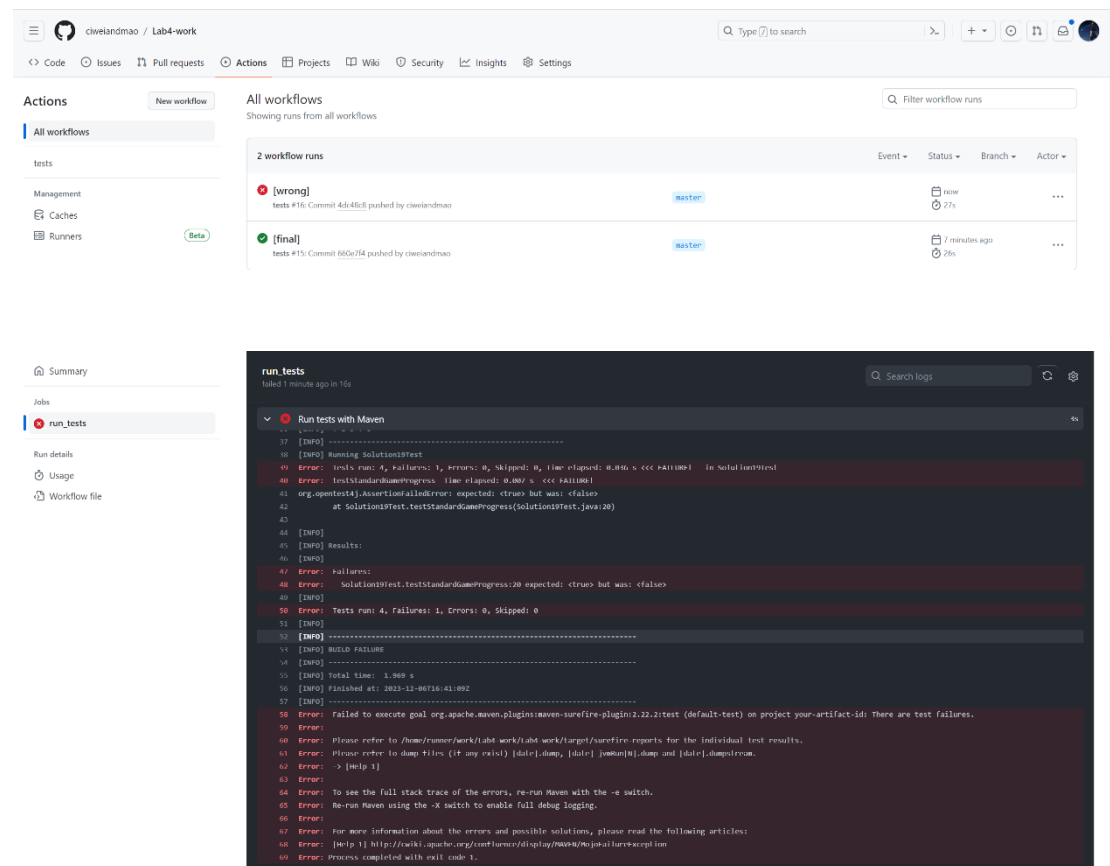 ciweiandmao / Lab4-work
Type / to search
Code Issues Pull requests Actions Projects Wiki Security Insights Settings
Actions
New workflow
All workflows
tests
Management
Caches
Runners
Beta
All workflows
Showing runs from all workflows
Filter workflow runs
2 workflow runs
Event Status Branch Actor
[wrong]
tests #16: Commit 4dc48c8 pushed by ciweiandmao
master
now
27s
[final]
tests #15: Commit 660e7f4 pushed by ciweiandmao
master
7 minutes ago
26s
Summary
Jobs
run_tests
Run details
Usage
Workflow file
run_tests
failed 1 minute ago in 16s
Search logs
Run tests with Maven
4s
37 [INFO] -------------------------------------------------------
38 [INFO] Running Solution19Test
39 Error: Tests run: 4, Failures: 1, Errors: 0, Skipped: 0, Time elapsed: 0.036 s <<< FAILURE! - in Solution19Test
40 Error: testStandardGameProgress Time elapsed: 0.007 s <<< FAILURE!
41 org.opentest4j.AssertionFailedError: expected: <true> but was: <false>
42 at Solution19Test.testStandardGameProgress(Solution19Test.java:20)
43
44 [INFO]
45 [INFO] Results:
46 [INFO]
47 Error: Failures:
48 Error: Solution19Test.testStandardGameProgress:20 expected: <true> but was: <false>
49 [INFO]
50 Error: Tests run: 4, Failures: 1, Errors: 0, Skipped: 0
51 [INFO]
52 [INFO] ------------------------------------------------------------------------
53 [INFO] BUILD FAILURE
54 [INFO] ------------------------------------------------------------------------
55 [INFO] Total time: 1.969 s
56 [INFO] Finished at: 2023-12-06T16:41:09Z
57 [INFO] ------------------------------------------------------------------------
58 Error: Failed to execute goal org.apache.maven.plugins:maven-surefire-plugin:2.22.2:test (default-test) on project your-artifact-id: There are test failures.
59 Error:
60 Error: Please refer to /home/runner/work/Lab4-work/Lab4-work/target/surefire-reports for the individual test results.
61 Error: Please refer to dump files (if any exist) [date].dump, [date]-jvmRun[N].dump and [date].dumpstream.
62 Error: -> [Help 1]
63 Error:
64 Error: To see the full stack trace of the errors, re-run Maven with the -e switch.
65 Error: Re-run Maven using the -X switch to enable full debug logging.
66 Error:
67 Error: For more information about the errors and possible solutions, please read the following articles:
68 Error: [Help 1] http://cwiki.apache.org/confluence/display/MAVEN/MojoFailureException
69 Error: Process completed with exit code 1.